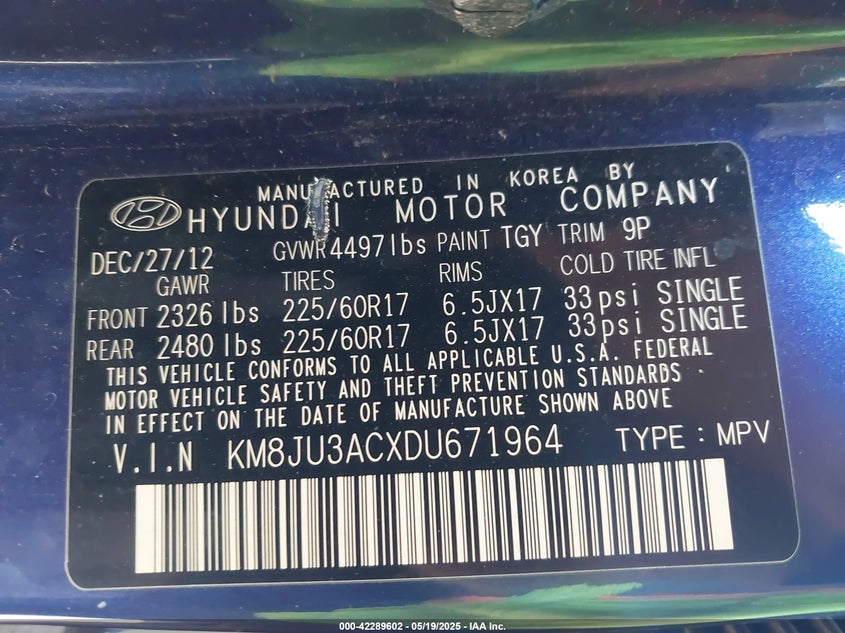 MANUFACTURED IN KOREA BY
HYUNDAI MOTOR COMPANY
DEC/27/12 GVWR 4497lbs PAINT TGY TRIM 9P
GAWR TIRES RIMS COLD TIRE INFL
FRONT 2326 lbs 225/60R17 6.5JX17 33psi SINGLE
REAR 2480 lbs 225/60R17 6.5JX17 33psi SINGLE
THIS VEHICLE CONFORMS TO ALL APPLICABLE U.S.A. FEDERAL
MOTOR VEHICLE SAFETY AND THEFT PREVENTION STANDARDS
IN EFFECT ON THE DATE OF MANUFACTURE SHOWN ABOVE
V.I.N KM8JU3ACXDU671964 TYPE : MPV
000-42289602 - 05/19/2025 - IAA Inc.